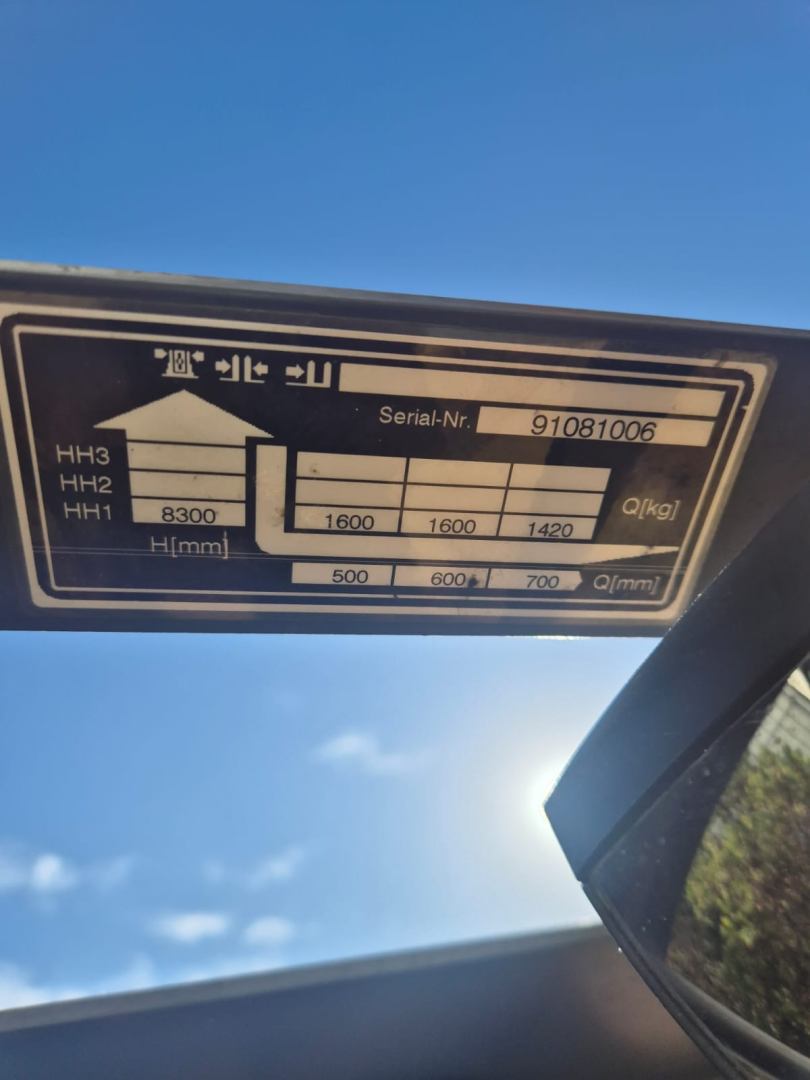 Serial-Nr. 91081006
HH3
HH2
HH1 8300 1600 1600 1420 Q[kg]
H[mm]
500 600 700 Q[mm]